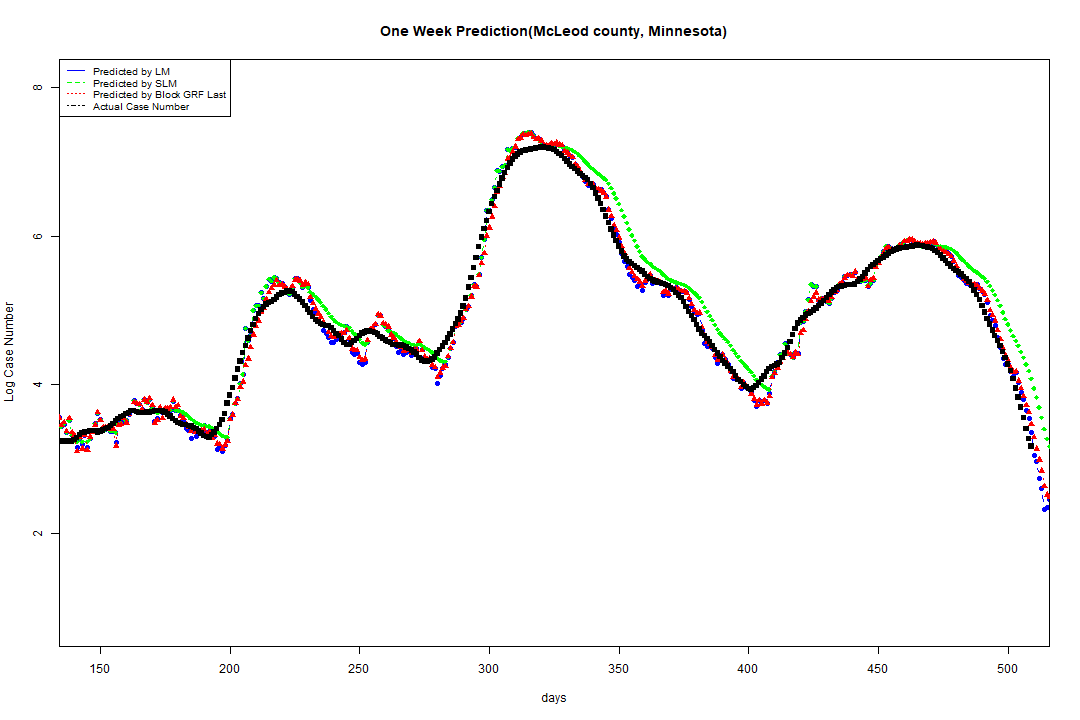 One Week Prediction(McLeod county, Minnesota)
Predicted by LM
Predicted by SLM
Predicted by Block GRF Last
Actual Case Number
8
6
4
2
Log Case Number
150 200 250 300 350 400 450 500
days